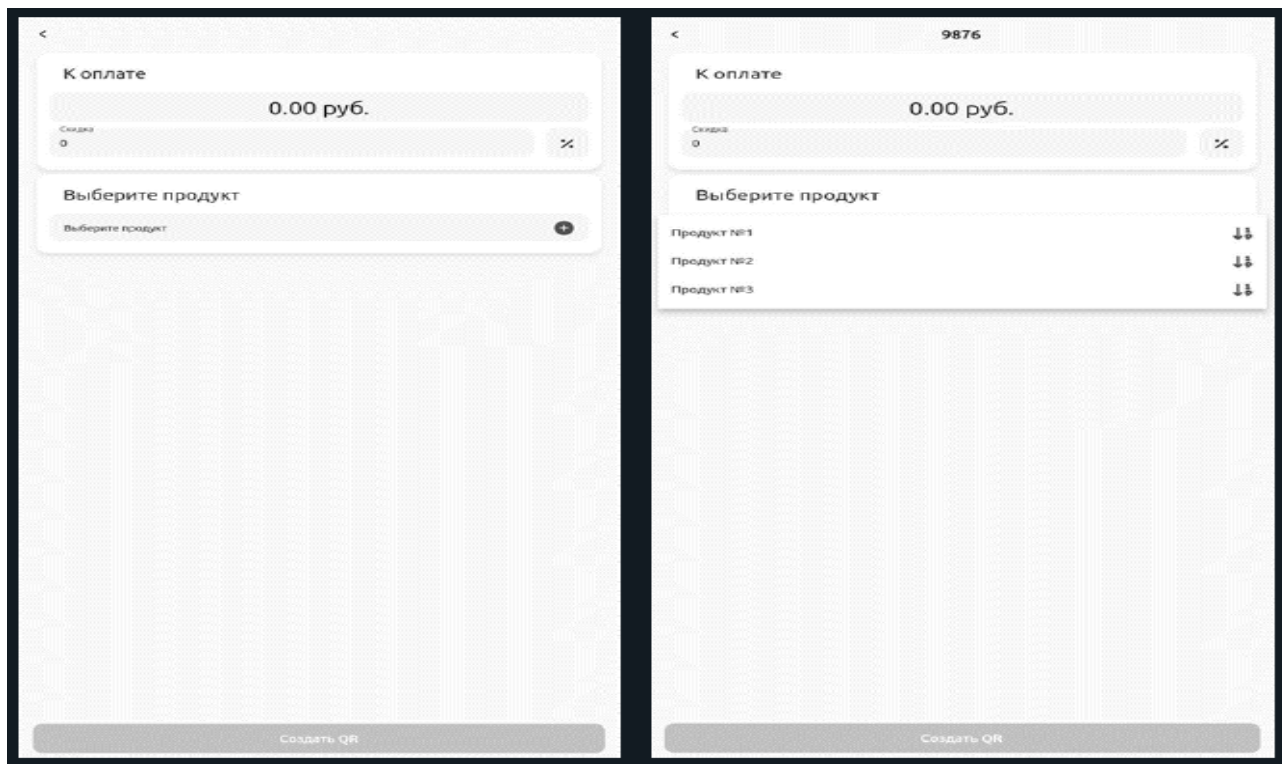 <
К оплате
0.00 руб.
Скидка
0
%
Выберите продукт
Выберите продукт
Создать QR
<
9876
К оплате
0.00 руб.
Скидка
0
%
Выберите продукт
Продукт №1
Продукт №2
Продукт №3
Создать QR